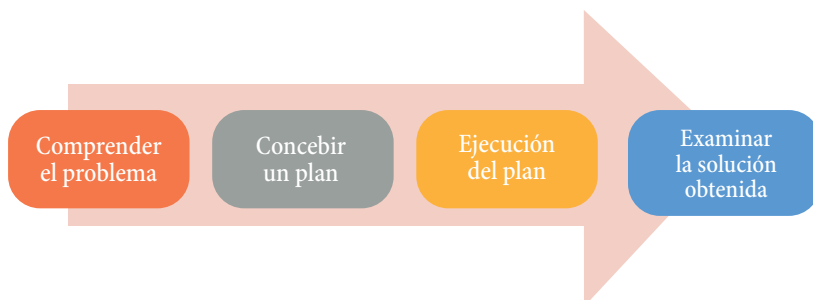 Comprender
el problema
Concebir
un plan
Ejecución
del plan
Examinar
la solución
obtenida